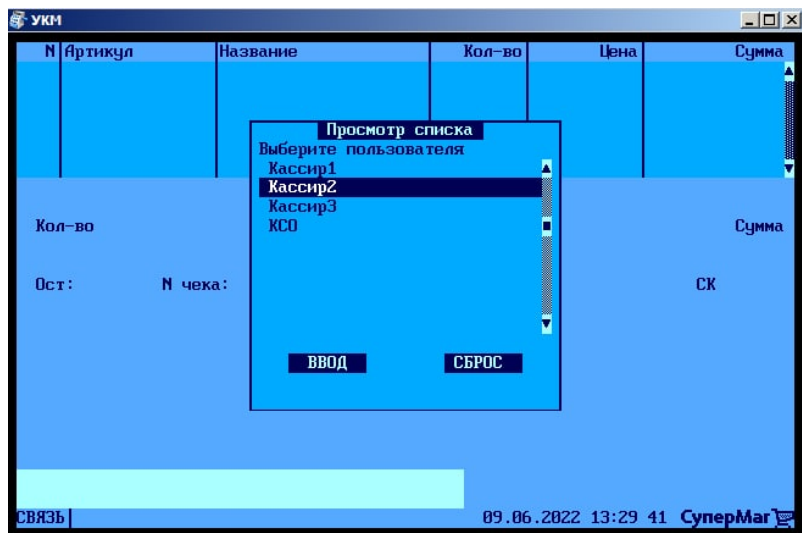 УКМ
N Артикул Название Кол-во Цена Сумма
Просмотр списка
Выберите пользователя
Кассир1
Кассир2
Кассир3
КСО
Кол-во Сумма
Ост: N чека: СК
ВВОД СБРОС
СВЯЗЬ 09.06.2022 13:29 41 СуперМаг